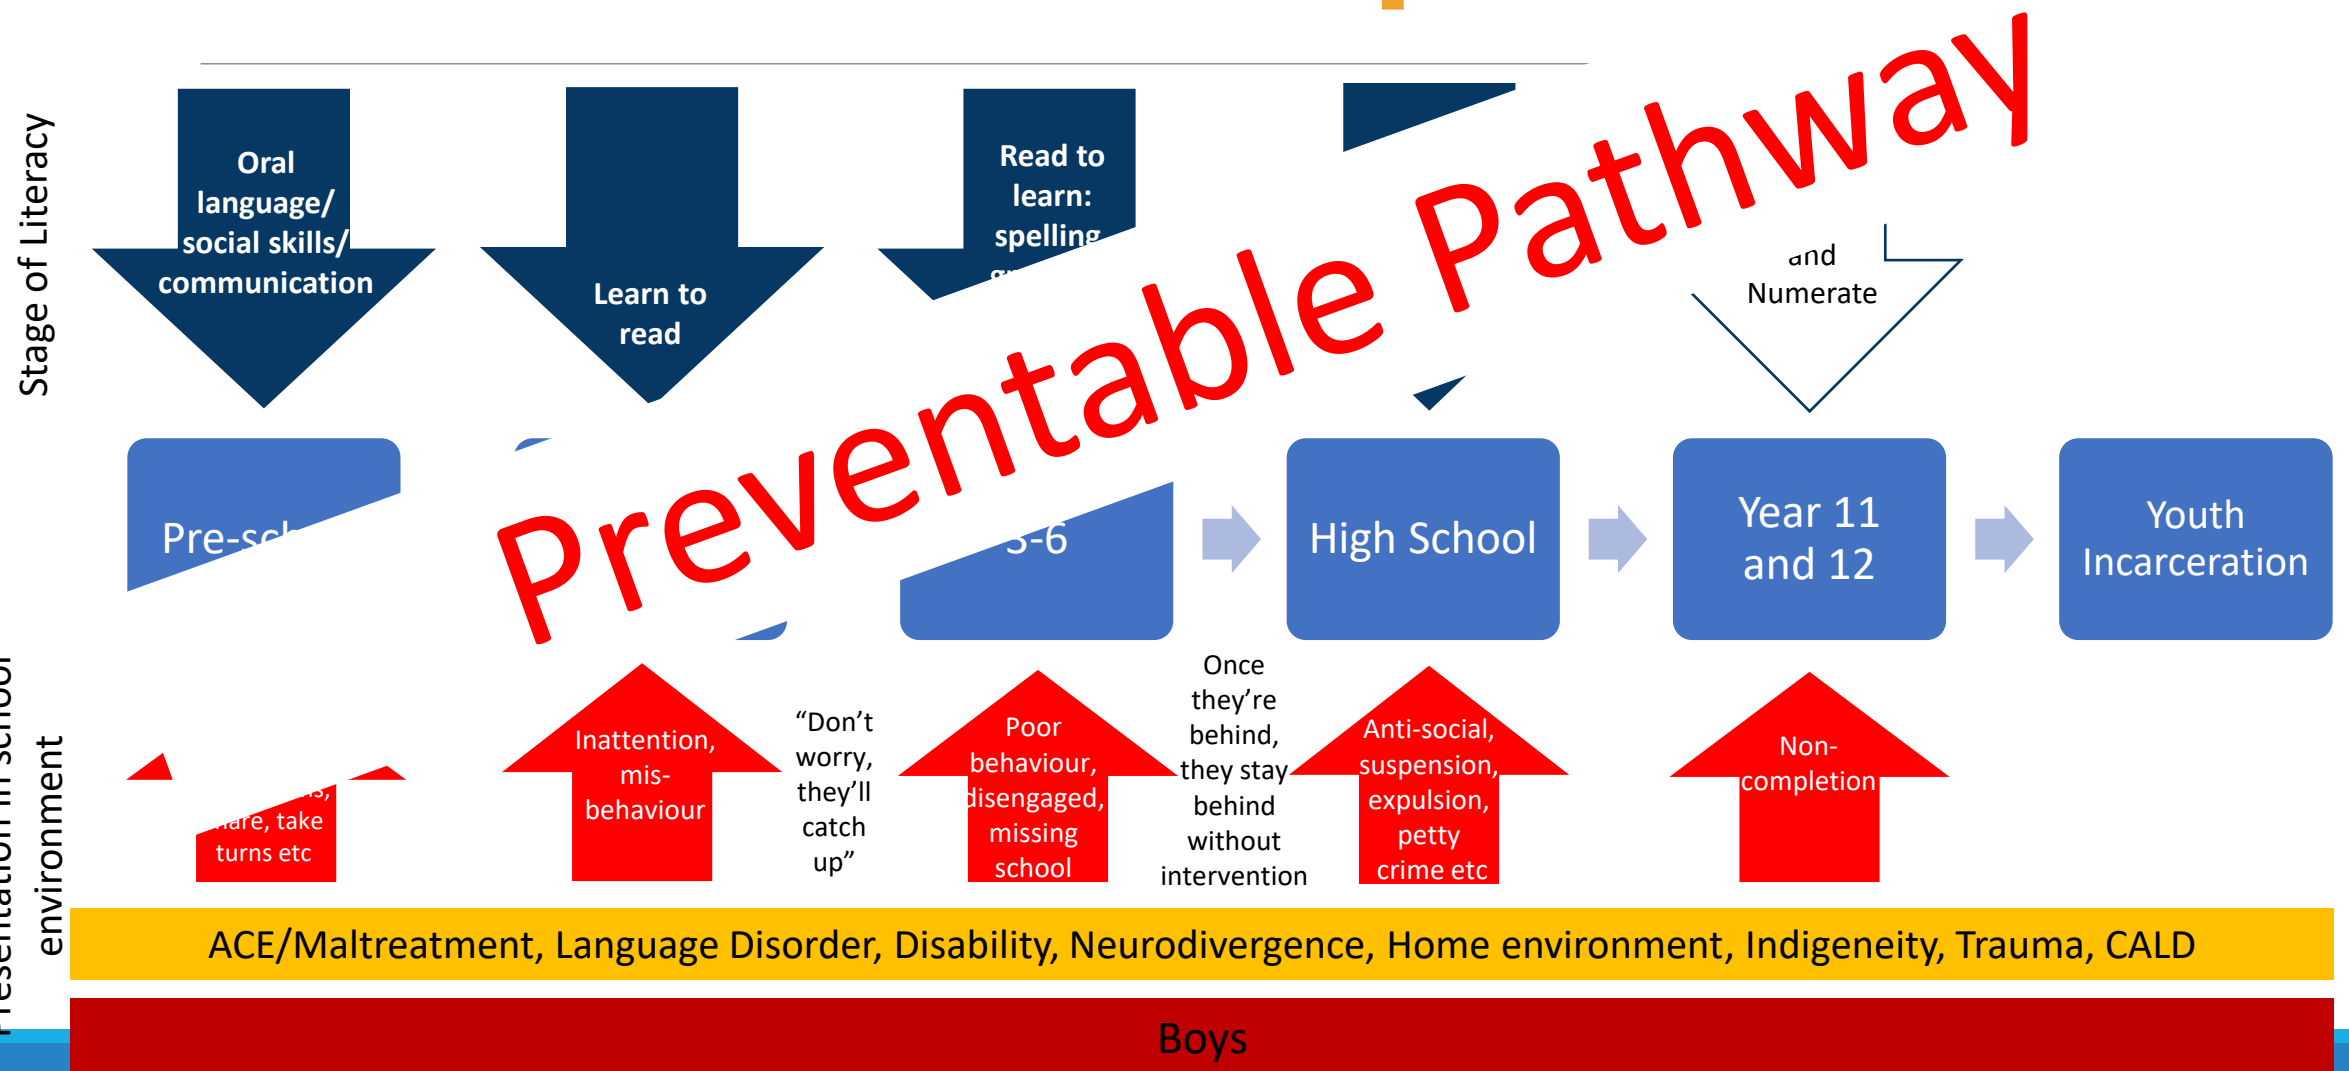 Preventable Pathway
Stage of Literacy
Oral
language/
social skills/
communication
Learn to
read
Read to
learn:
spelling
and
Numerate
3-6
High School
Year 11
and 12
Youth
Incarceration
Presentation in school
environment
take
turns etc
Inattention,
mis-
behaviour
“Don’t
worry,
they’ll
catch
up”
Poor
behaviour,
disengaged,
missing
school
Once
they’re
behind,
they stay
behind
without
intervention
Anti-social,
suspension,
expulsion,
petty
crime etc
Non-
completion
ACE/Maltreatment, Language Disorder, Disability, Neurodivergence, Home environment, Indigeneity, Trauma, CALD
Boys